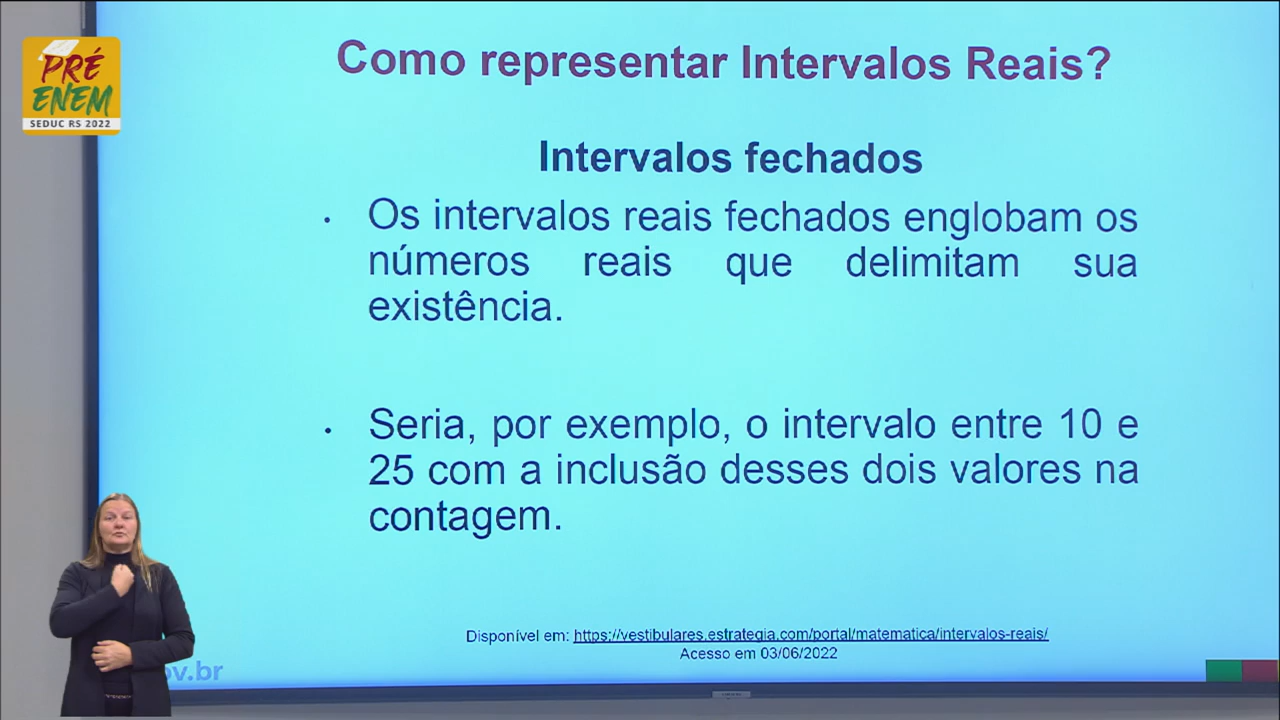 PRÉ
ENEM
SEDUC RS 2022
Como representar Intervalos Reais?
Intervalos fechados
• Os intervalos reais fechados englobam os
números reais que delimitam sua
existência.
• Seria, por exemplo, o intervalo entre 10 e
25 com a inclusão desses dois valores na
contagem.
Disponível em: https://vestibulares.estrategia.com/portal/matematica/intervalos-reais/
Acesso em 03/06/2022
ov.br